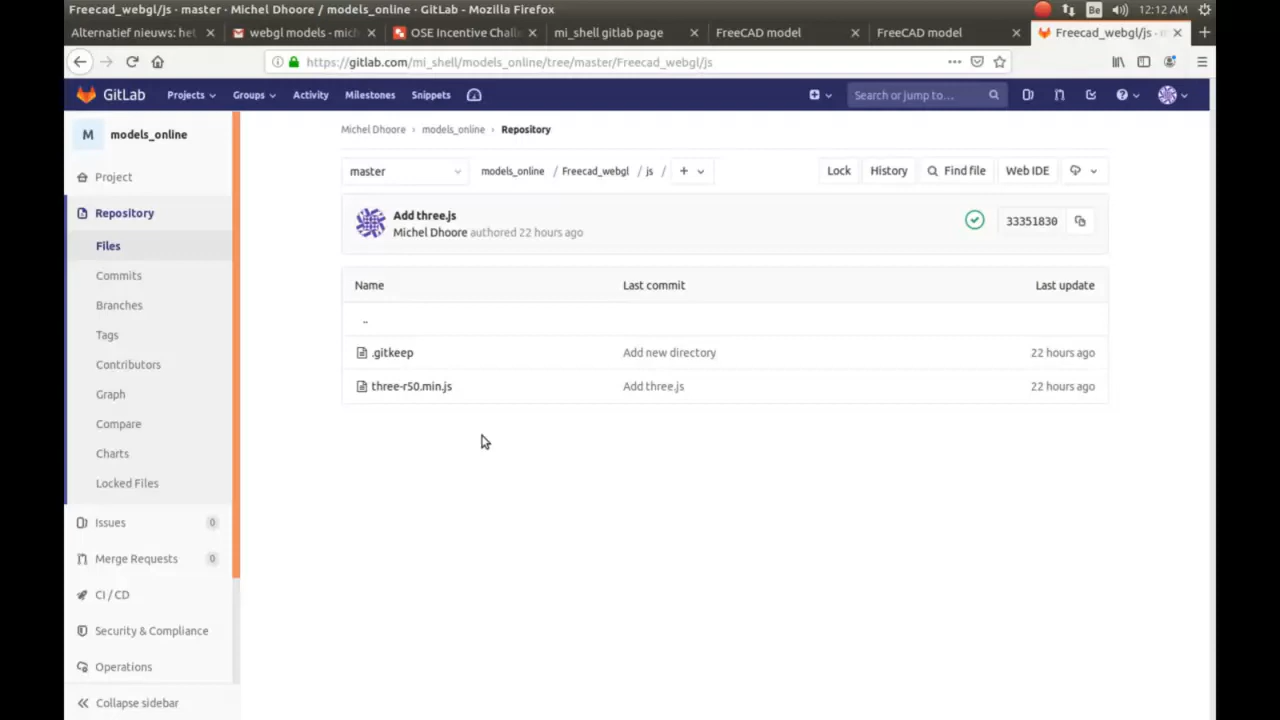 Freecad_webgl/js · master · Michel Dhoore / models_online · GitLab - Mozilla Firefox
Be
12:12 AM
Alternatief nieuws: het
webgl models - mic
OSE Incentive Chall
mi_shell gitlab page
FreeCAD model
FreeCAD model
Freecad_webgl/js ·
https://gitlab.com/mi_shell/models_online/tree/master/Freecad_webgl/js
GitLab
Projects
Groups
Activity
Milestones
Snippets
Search or jump to…
M
models_online
Project
Repository
Files
Commits
Branches
Tags
Contributors
Graph
Compare
Charts
Locked Files
Issues 0
Merge Requests 0
CI / CD
Security & Compliance
Operations
Collapse sidebar
Michel Dhoore › models_online › Repository
master
models_online / Freecad_webgl / js / +
Lock
History
Find file
Web IDE
Add three.js
Michel Dhoore authored 22 hours ago
33351830
Name Last commit Last update
..
.gitkeep Add new directory 22 hours ago
three-r50.min.js Add three.js 22 hours ago